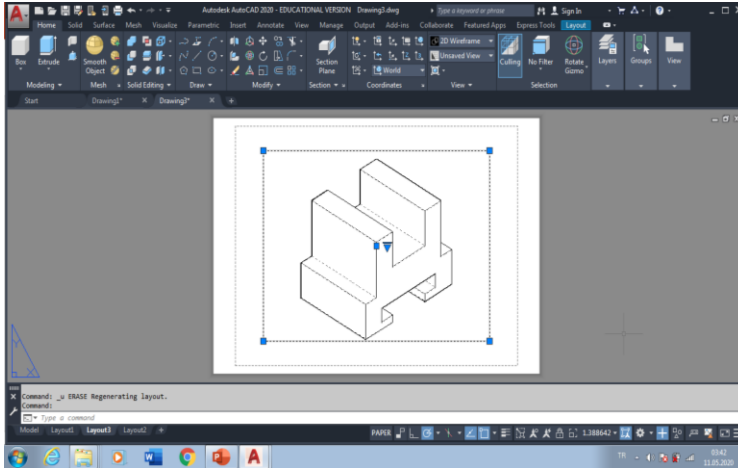 Autodesk AutoCAD 2020 - EDUCATIONAL VERSION Drawing3.dwg Type a keyword or phrase Sign In
Home Solid Surface Mesh Visualize Parametric Insert Annotate View Manage Output Add-ins Collaborate Featured Apps Express Tools Layout
Box Extrude Smooth Object Section Plane 2D Wireframe Unsaved View World Culling No Filter Rotate Gizmo Layers Groups View
Modeling Mesh Solid Editing Draw Modify Section Coordinates View Selection
Start Drawing1* Drawing3*
Y
X
Command: _u ERASE Regenerating layout.
Command:
Type a command
Model Layout1 Layout3 Layout2 PAPER 1.388642
TR 03:42
11.05.2020